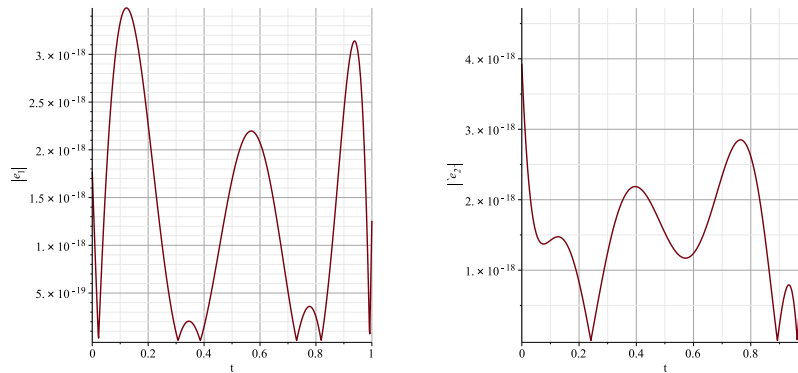 |e₁|
3. × 10⁻¹⁸
2.5 × 10⁻¹⁸
2. × 10⁻¹⁸
1.5 × 10⁻¹⁸
1. × 10⁻¹⁸
5. × 10⁻¹⁹
0 0.2 0.4 0.6 0.8 1
t
|`e₂`|
4. × 10⁻¹⁸
3. × 10⁻¹⁸
2. × 10⁻¹⁸
1. × 10⁻¹⁸
0 0.2 0.4 0.6 0.8
t